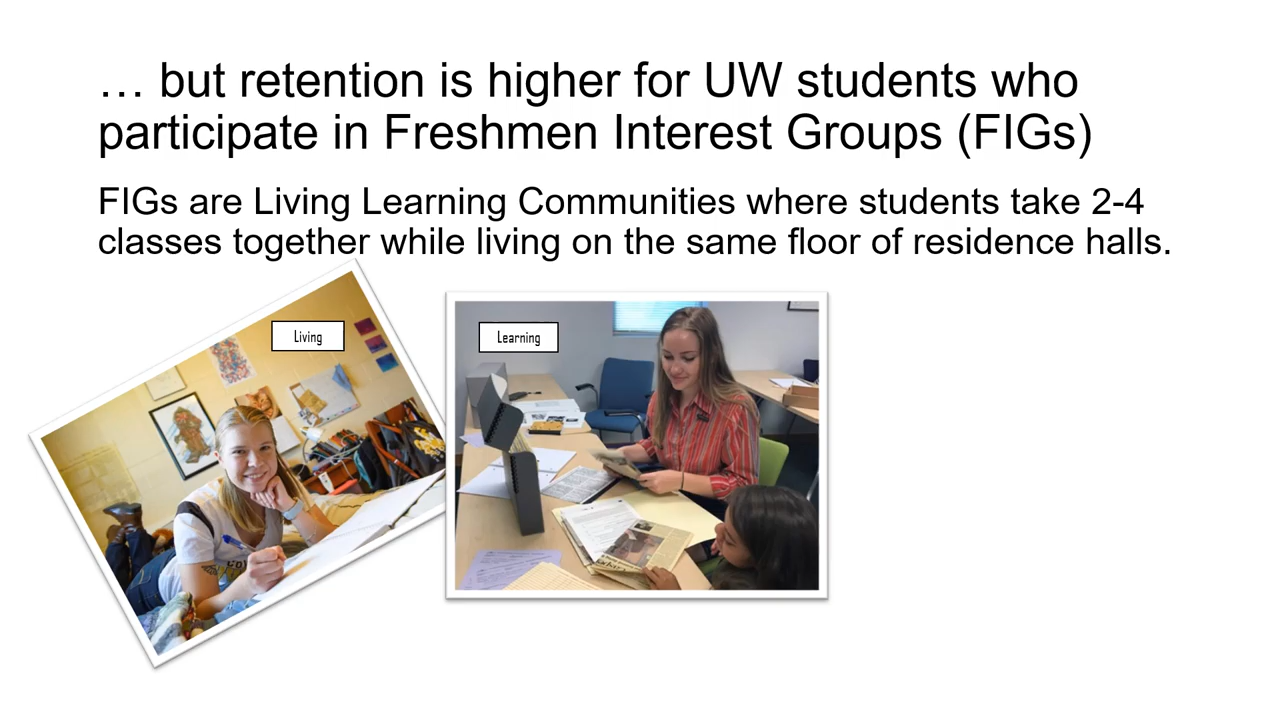 … but retention is higher for UW students who
participate in Freshmen Interest Groups (FIGs)
FIGs are Living Learning Communities where students take 2-4
classes together while living on the same floor of residence halls.
Living
Learning